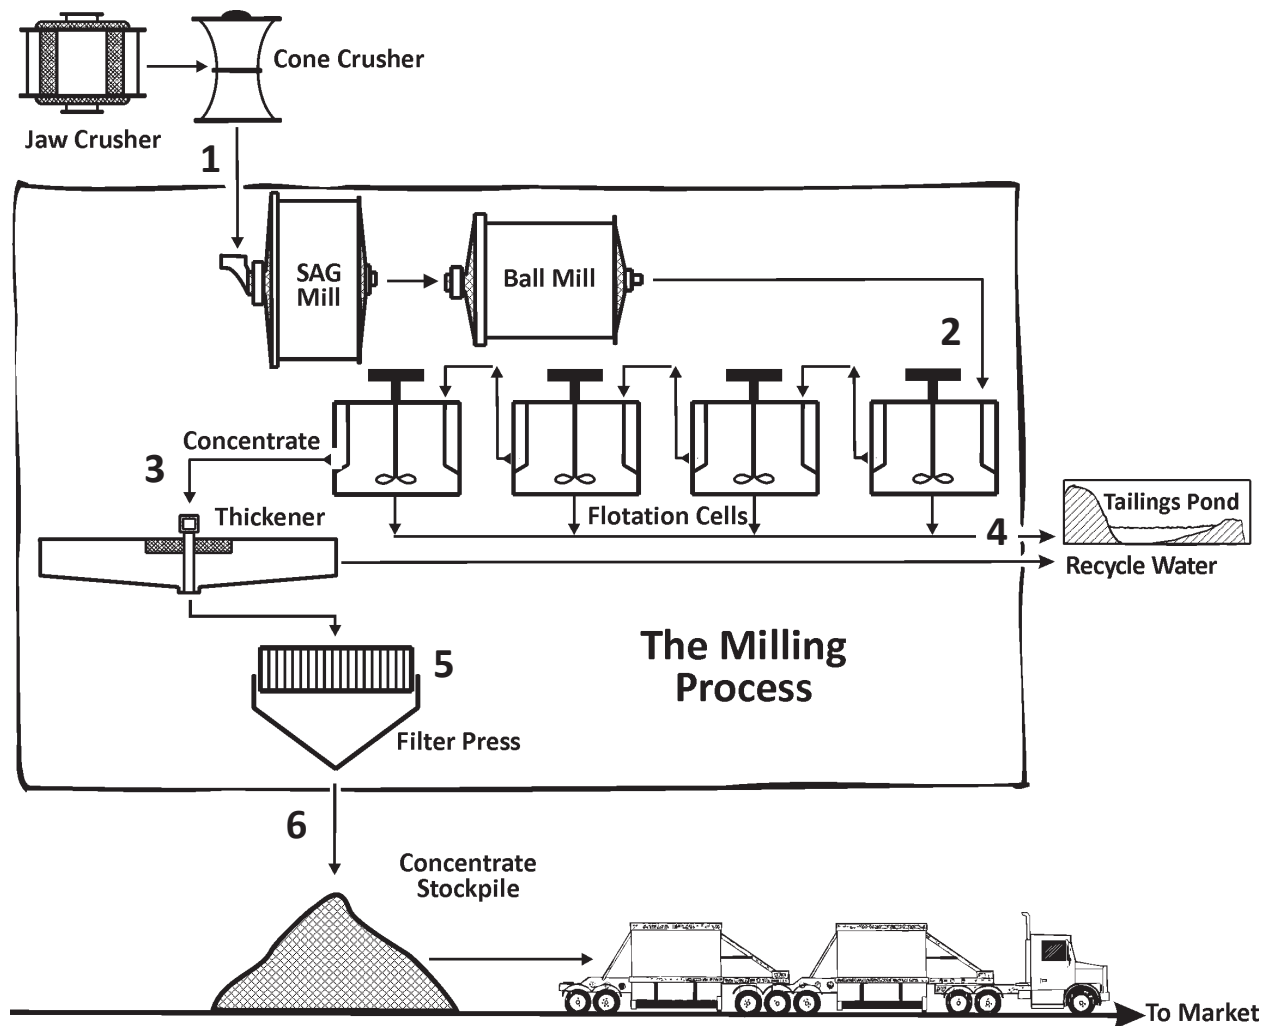 Cone Crusher
Jaw Crusher
1
SAG
Mill
Ball Mill
2
Concentrate
3
Thickener
Flotation Cells
4
Tailings Pond
Recycle Water
The Milling
Process
5
Filter Press
6
Concentrate
Stockpile
To Market